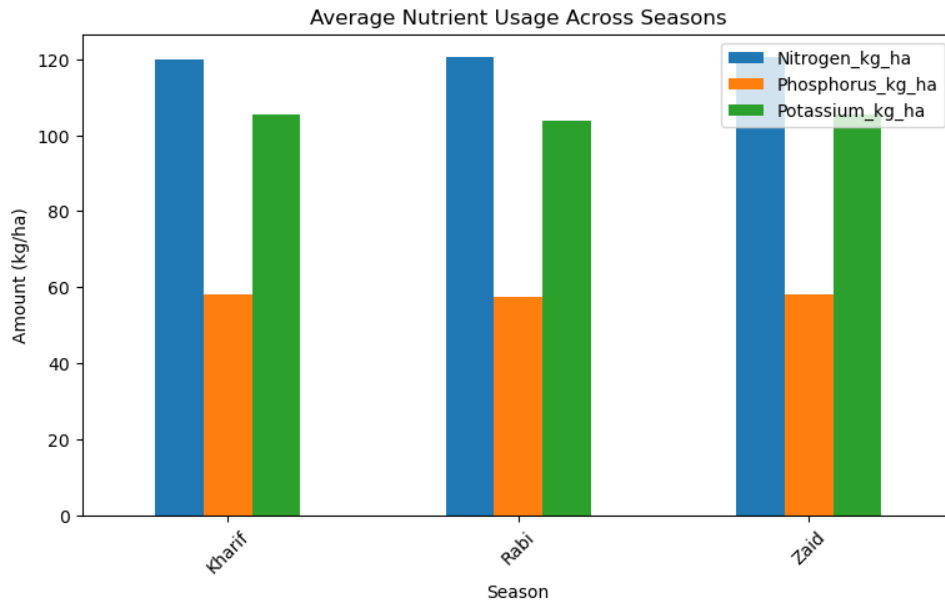 Average Nutrient Usage Across Seasons
Nitrogen_kg_ha
Phosphorus_kg_ha
Potassium_kg_ha
Amount (kg/ha)
120
100
80
60
40
20
0
Kharif
Rabi
Zaid
Season